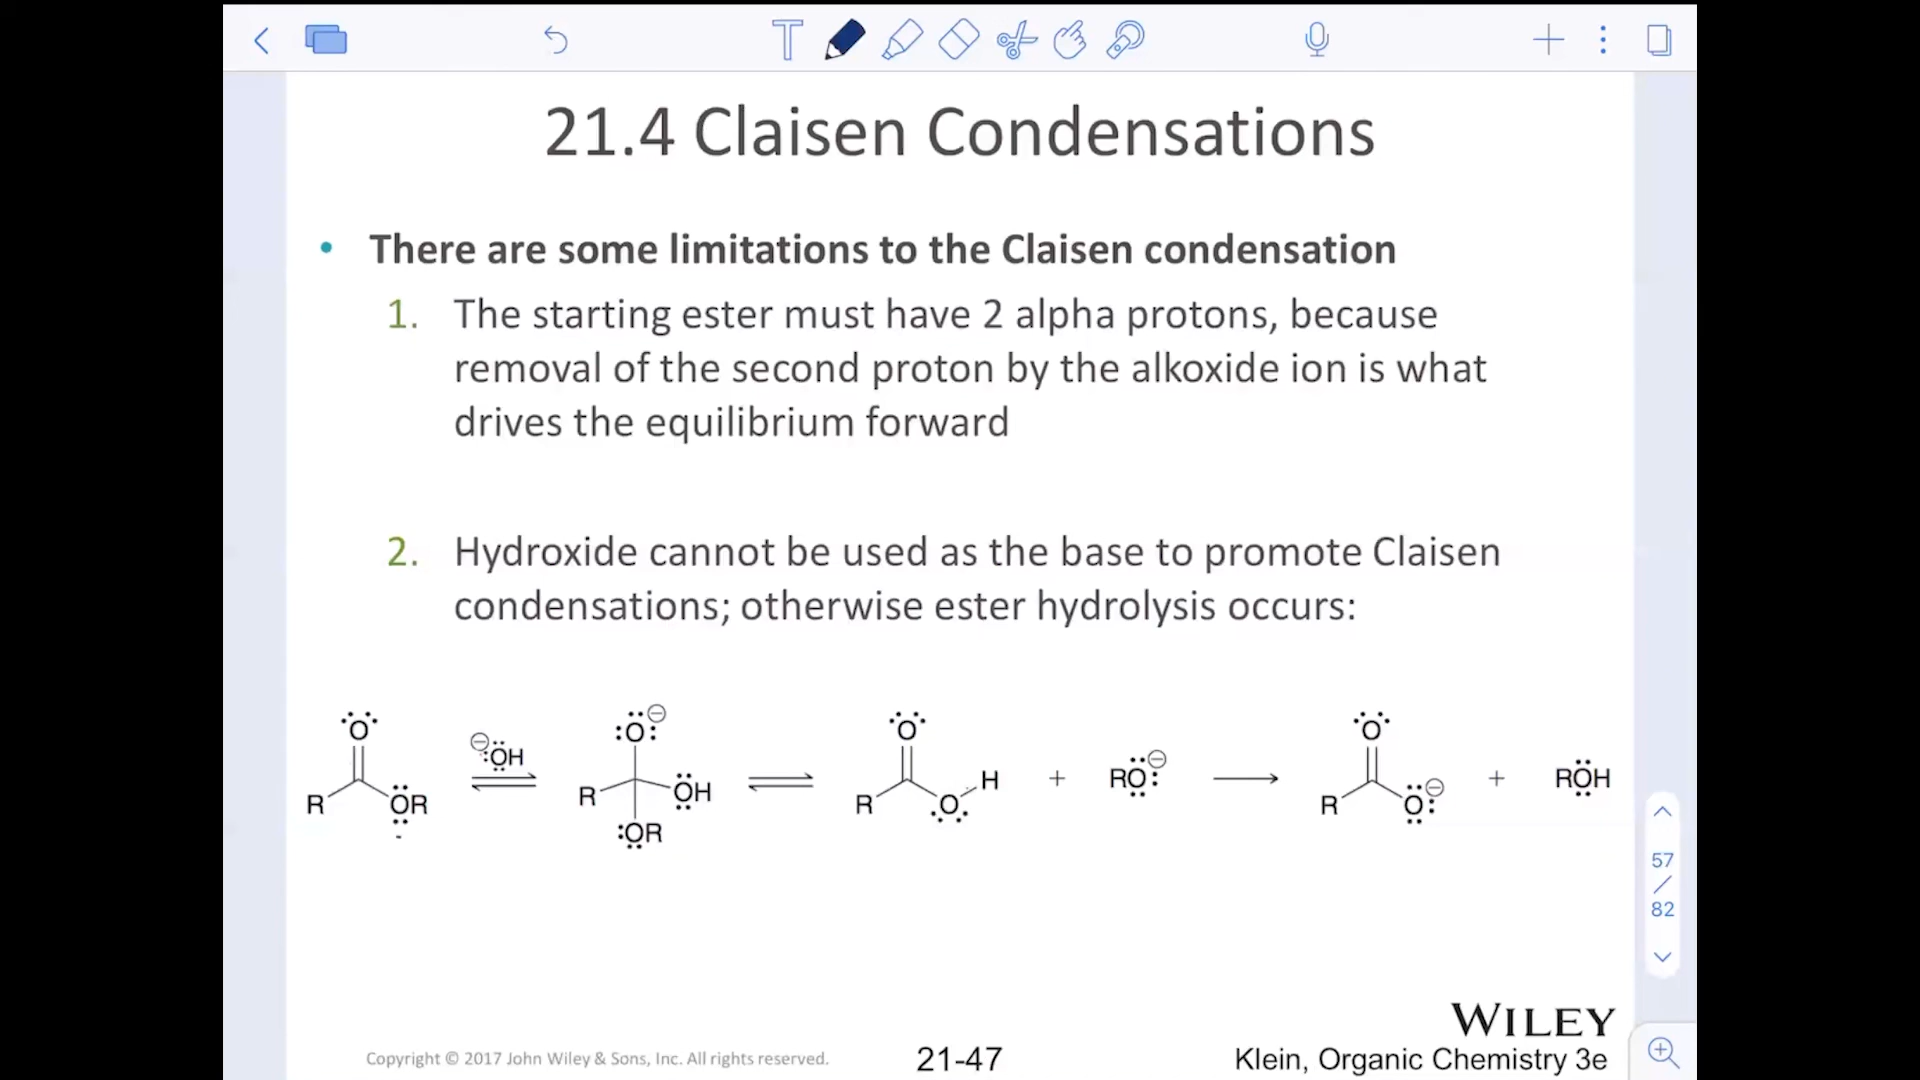 21.4 Claisen Condensations
• There are some limitations to the Claisen condensation
1. The starting ester must have 2 alpha protons, because
removal of the second proton by the alkoxide ion is what
drives the equilibrium forward
2. Hydroxide cannot be used as the base to promote Claisen
condensations; otherwise ester hydrolysis occurs:
O
R
OR
⊖
OH
O ⊖
R
OH
OR
O
R
O
H
+
RO ⊖
O
R
O ⊖
+
ROH
57
/
82
WILEY
Copyright © 2017 John Wiley & Sons, Inc. All rights reserved.
21-47
Klein, Organic Chemistry 3e